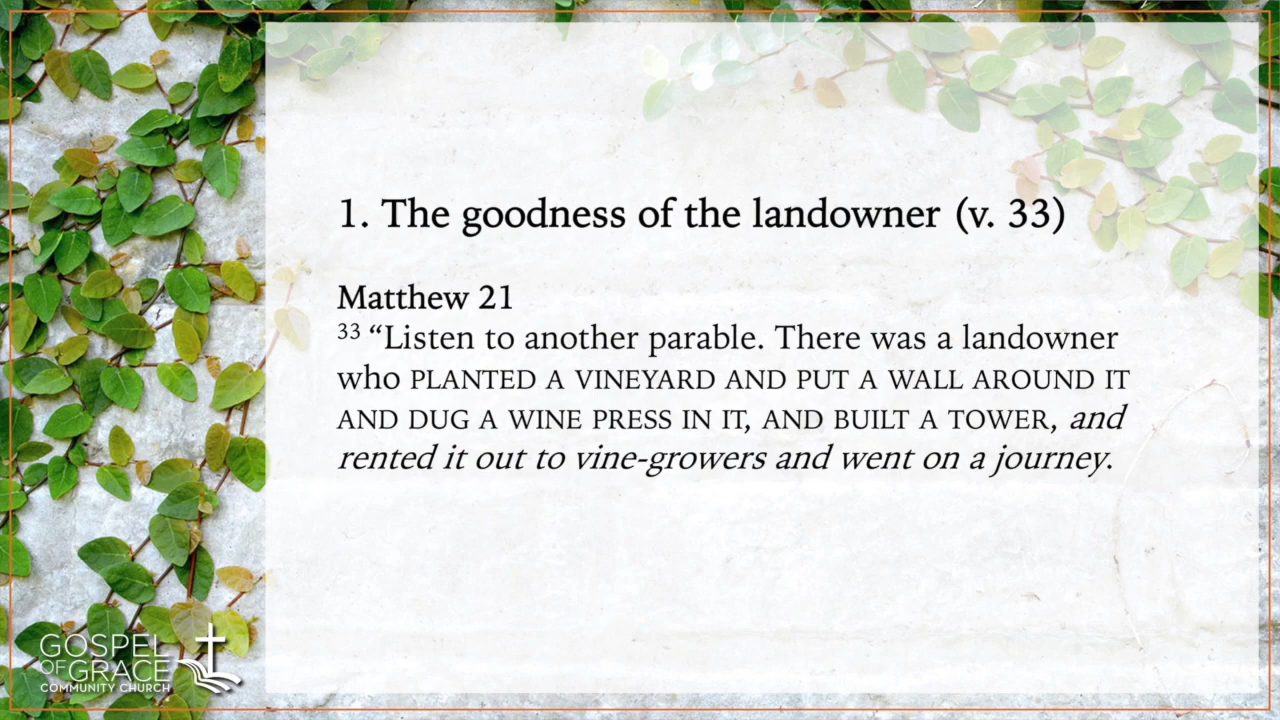 1. The goodness of the landowner (v. 33)
Matthew 21
33 “Listen to another parable. There was a landowner
who PLANTED A VINEYARD AND PUT A WALL AROUND IT
AND DUG A WINE PRESS IN IT, AND BUILT A TOWER, and
rented it out to vine-growers and went on a journey.
GOSPEL
OF GRACE
COMMUNITY CHURCH